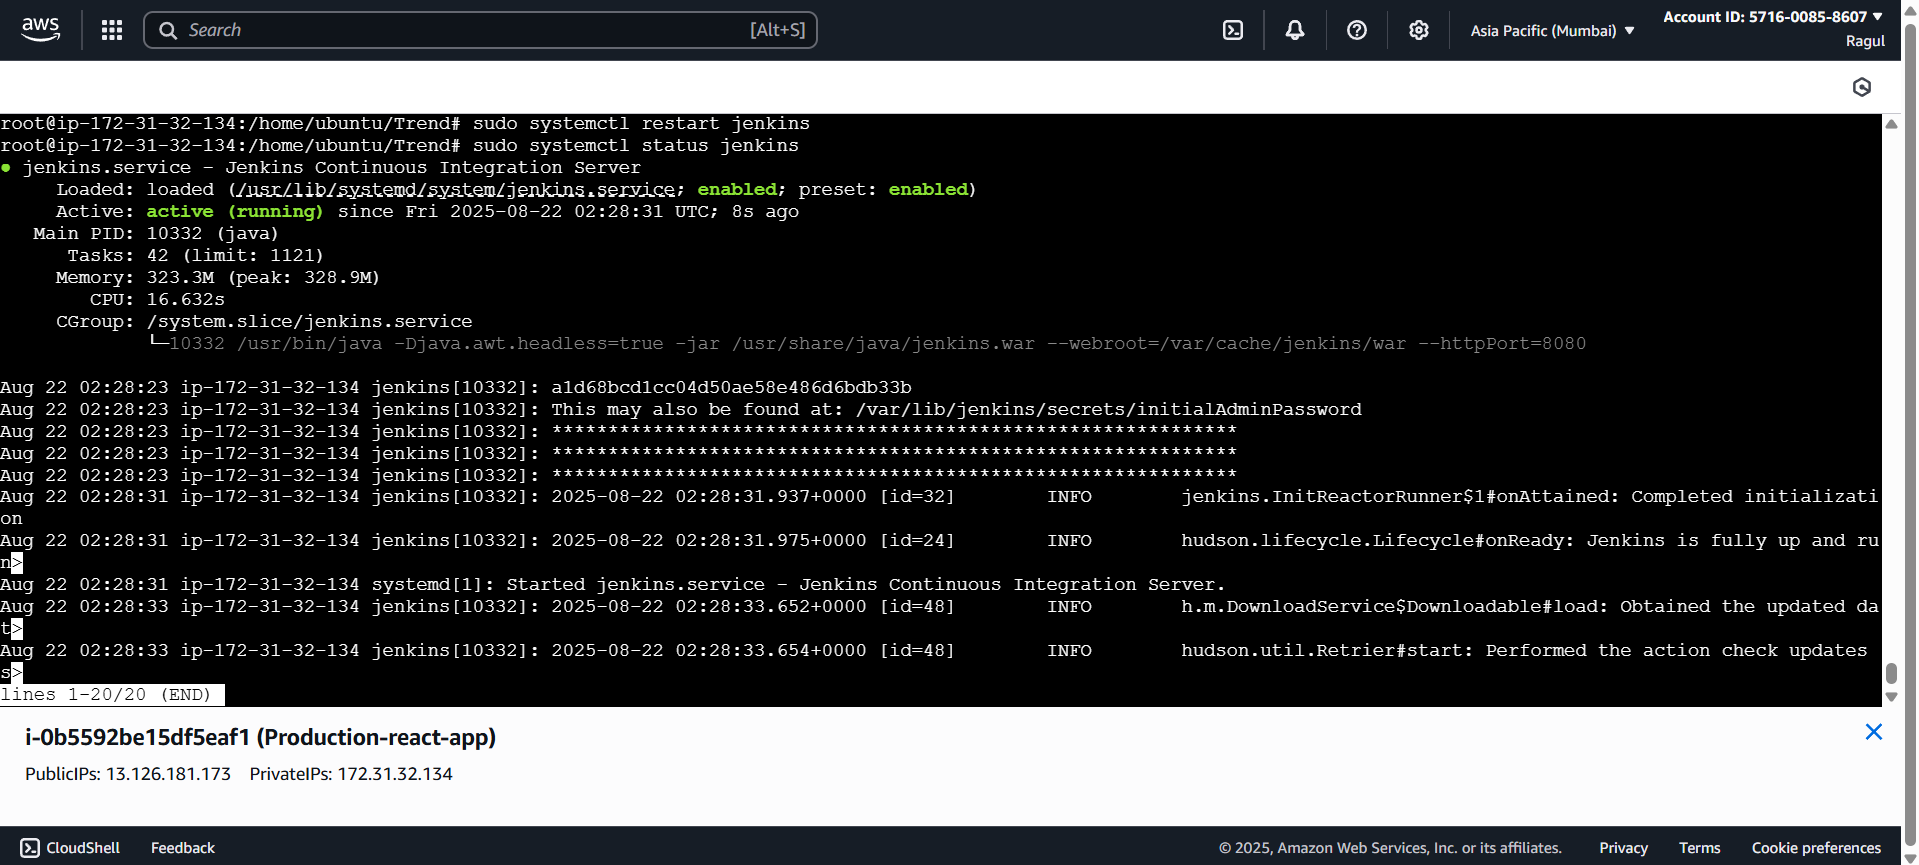 aws
Search [Alt+S]
Asia Pacific (Mumbai) ▼
Account ID: 5716-0085-8607 ▼
Ragul
root@ip-172-31-32-134:/home/ubuntu/Trend# sudo systemctl restart jenkins
root@ip-172-31-32-134:/home/ubuntu/Trend# sudo systemctl status jenkins
● jenkins.service - Jenkins Continuous Integration Server
Loaded: loaded (/usr/lib/systemd/system/jenkins.service; enabled; preset: enabled)
Active: active (running) since Fri 2025-08-22 02:28:31 UTC; 8s ago
Main PID: 10332 (java)
Tasks: 42 (limit: 1121)
Memory: 323.3M (peak: 328.9M)
CPU: 16.632s
CGroup: /system.slice/jenkins.service
└─10332 /usr/bin/java -Djava.awt.headless=true -jar /usr/share/java/jenkins.war --webroot=/var/cache/jenkins/war --httpPort=8080
Aug 22 02:28:23 ip-172-31-32-134 jenkins[10332]: a1d68bcd1cc04d50ae58e486d6bdb33b
Aug 22 02:28:23 ip-172-31-32-134 jenkins[10332]: This may also be found at: /var/lib/jenkins/secrets/initialAdminPassword
Aug 22 02:28:23 ip-172-31-32-134 jenkins[10332]: *************************************************************
Aug 22 02:28:23 ip-172-31-32-134 jenkins[10332]: *************************************************************
Aug 22 02:28:23 ip-172-31-32-134 jenkins[10332]: *************************************************************
Aug 22 02:28:31 ip-172-31-32-134 jenkins[10332]: 2025-08-22 02:28:31.937+0000 [id=32] INFO jenkins.InitReactorRunner$1#onAttained: Completed initializati
on
Aug 22 02:28:31 ip-172-31-32-134 jenkins[10332]: 2025-08-22 02:28:31.975+0000 [id=24] INFO hudson.lifecycle.Lifecycle#onReady: Jenkins is fully up and ru
n>
Aug 22 02:28:31 ip-172-31-32-134 systemd[1]: Started jenkins.service - Jenkins Continuous Integration Server.
Aug 22 02:28:33 ip-172-31-32-134 jenkins[10332]: 2025-08-22 02:28:33.652+0000 [id=48] INFO h.m.DownloadService$Downloadable#load: Obtained the updated da
t>
Aug 22 02:28:33 ip-172-31-32-134 jenkins[10332]: 2025-08-22 02:28:33.654+0000 [id=48] INFO hudson.util.Retrier#start: Performed the action check updates
s>
lines 1-20/20 (END)
i-0b5592be15df5eaf1 (Production-react-app)
PublicIPs: 13.126.181.173 PrivateIPs: 172.31.32.134
CloudShell Feedback © 2025, Amazon Web Services, Inc. or its affiliates. Privacy Terms Cookie preferences